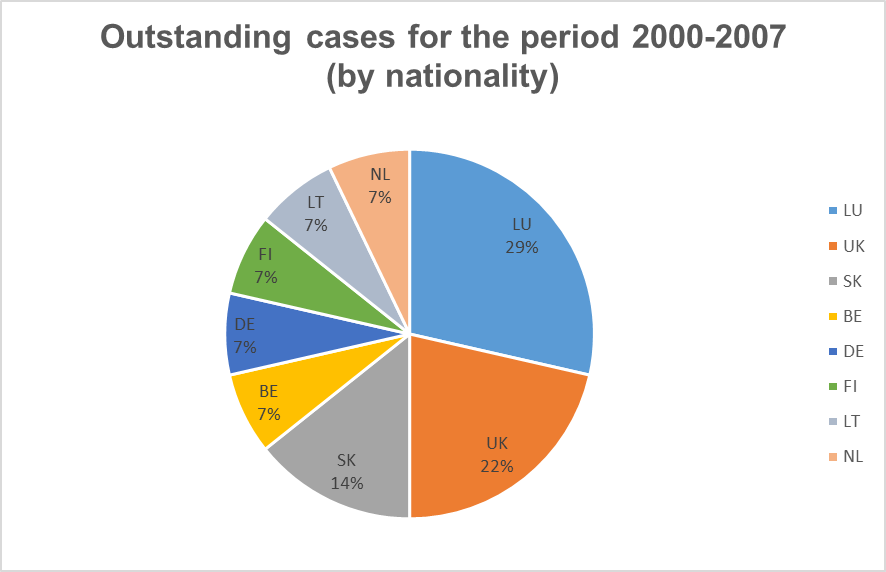 Outstanding cases for the period 2000-2007
(by nationality)
NL
7%
LU
29%
LT
7%
FI
7%
DE
7%
BE
7%
SK
14%
UK
22%
LU
UK
SK
BE
DE
FI
LT
NL